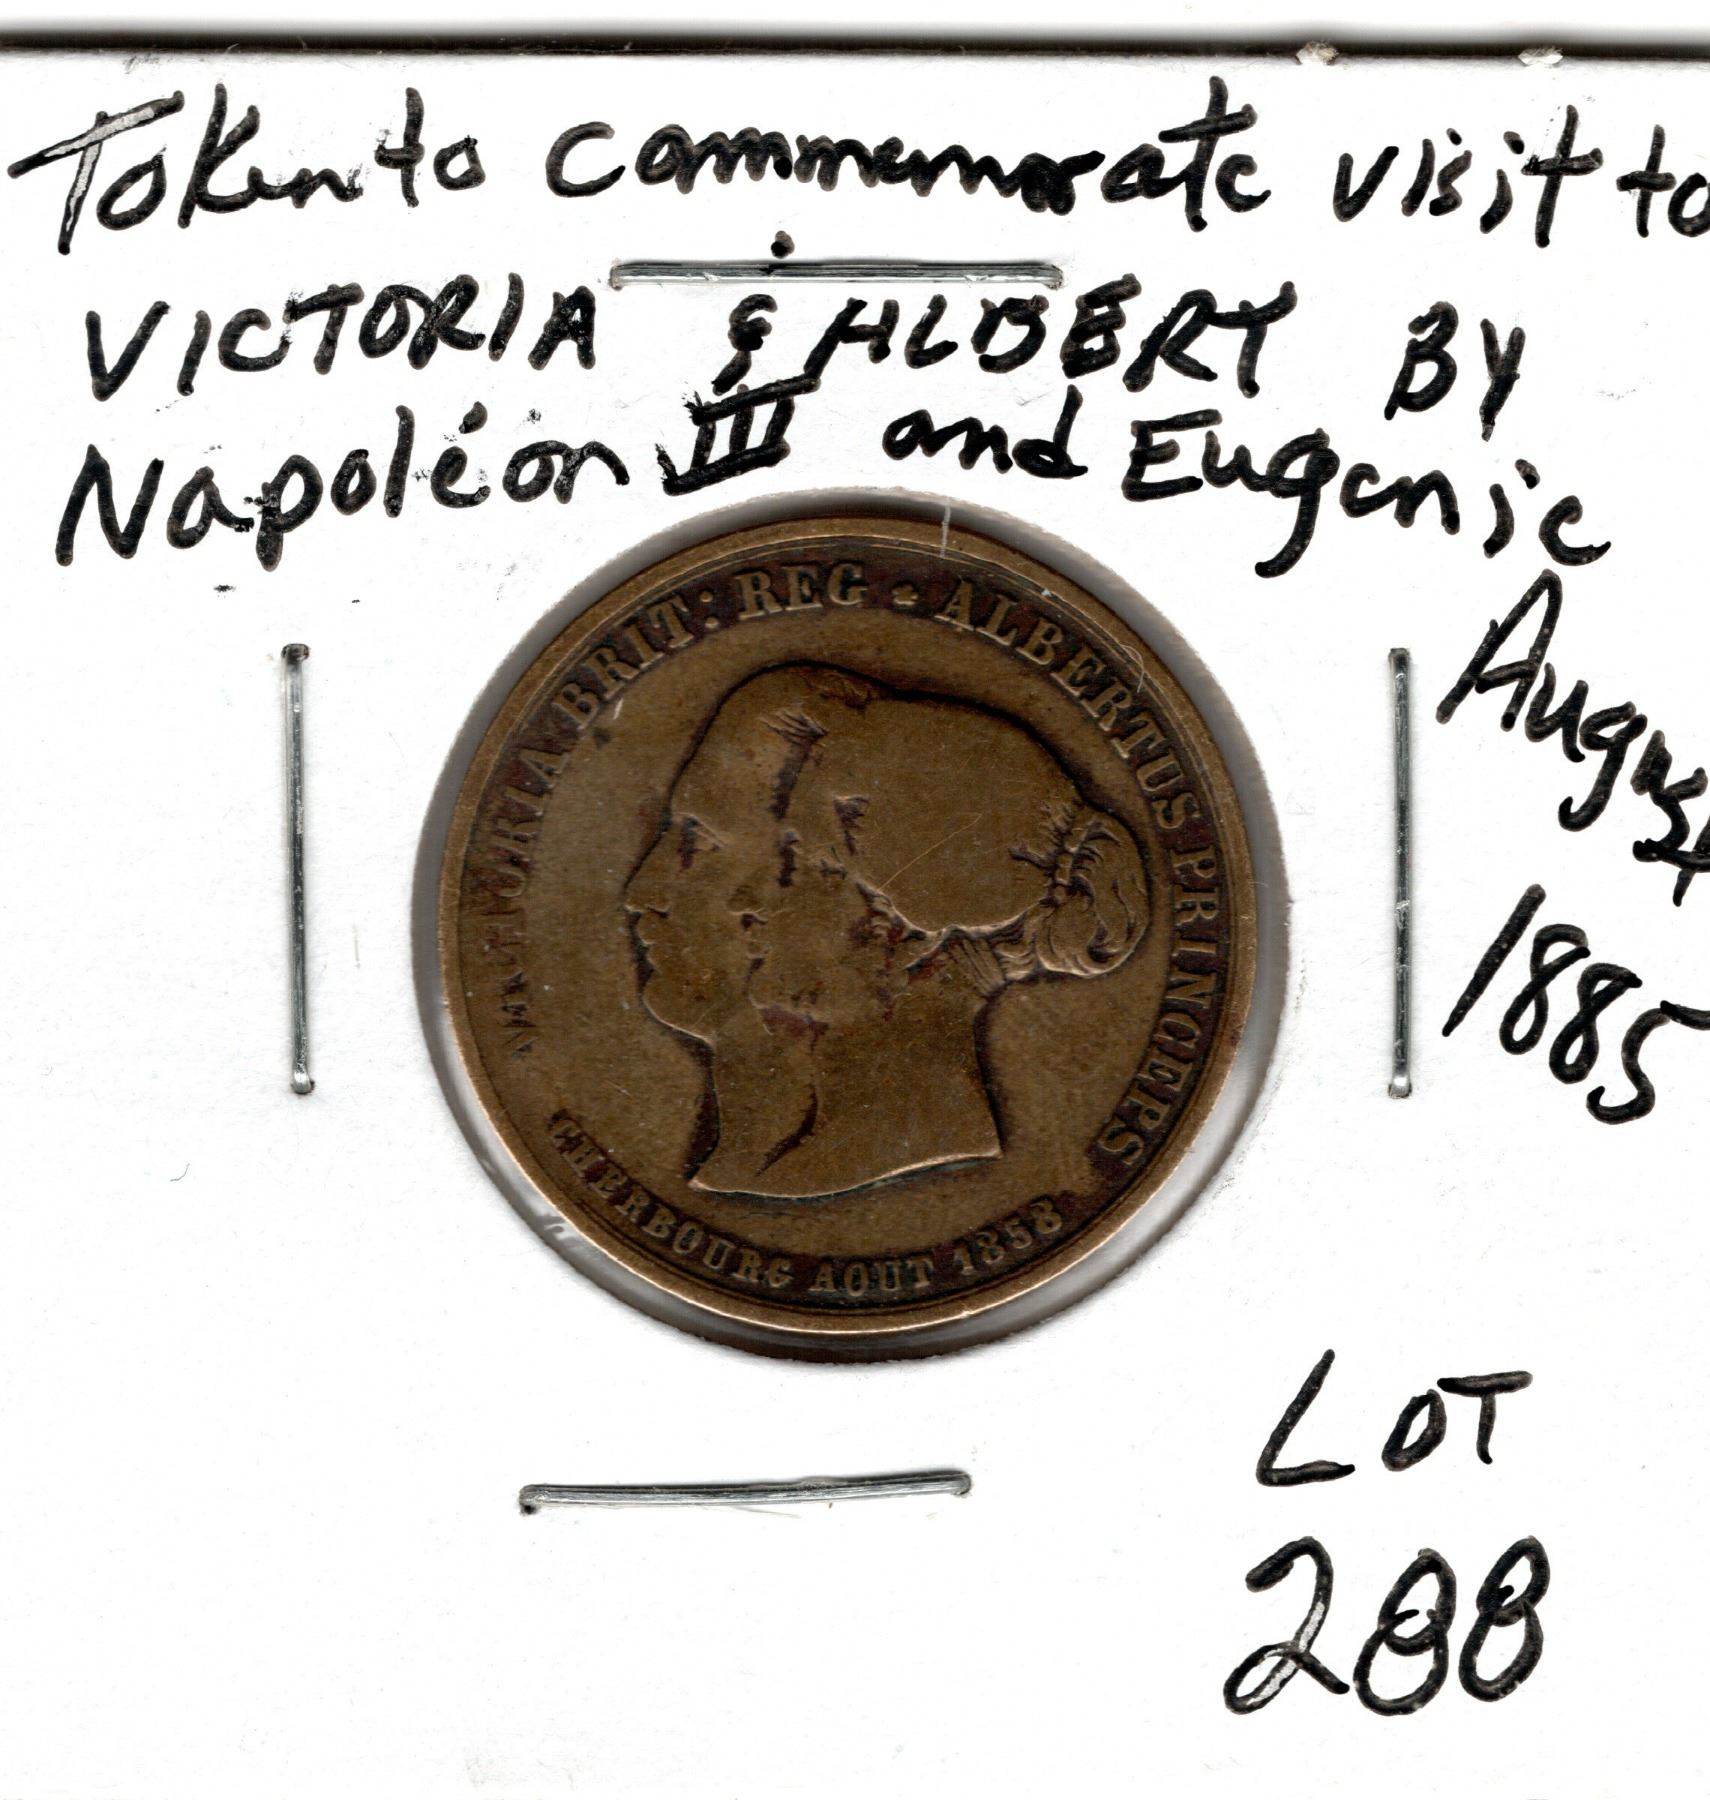 Token to commemorate visit to
VICTORIA & ALBERT BY
Napoléon III and Eugenie
August
1885
VICTORIA BRIT: REG * ALBERTUS PRINCEPS
CHERBOURG AOUT 1858
LOT
288